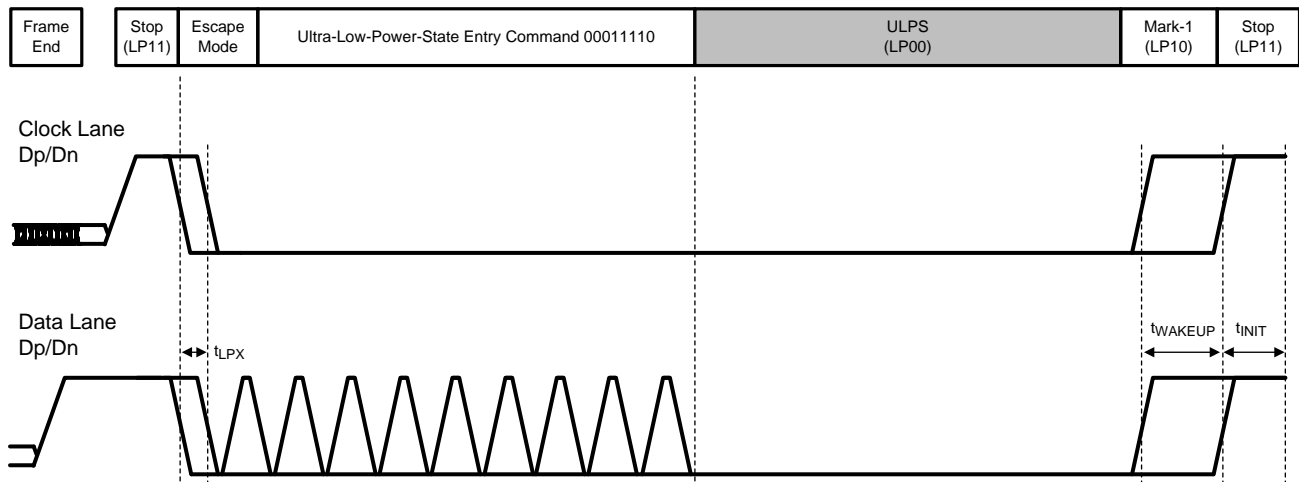 Frame
End
Stop
(LP11)
Escape
Mode
Ultra-Low-Power-State Entry Command 00011110
ULPS
(LP00)
Mark-1
(LP10)
Stop
(LP11)
Clock Lane
Dp/Dn
Data Lane
Dp/Dn
tLPX
tWAKEUP
tINIT